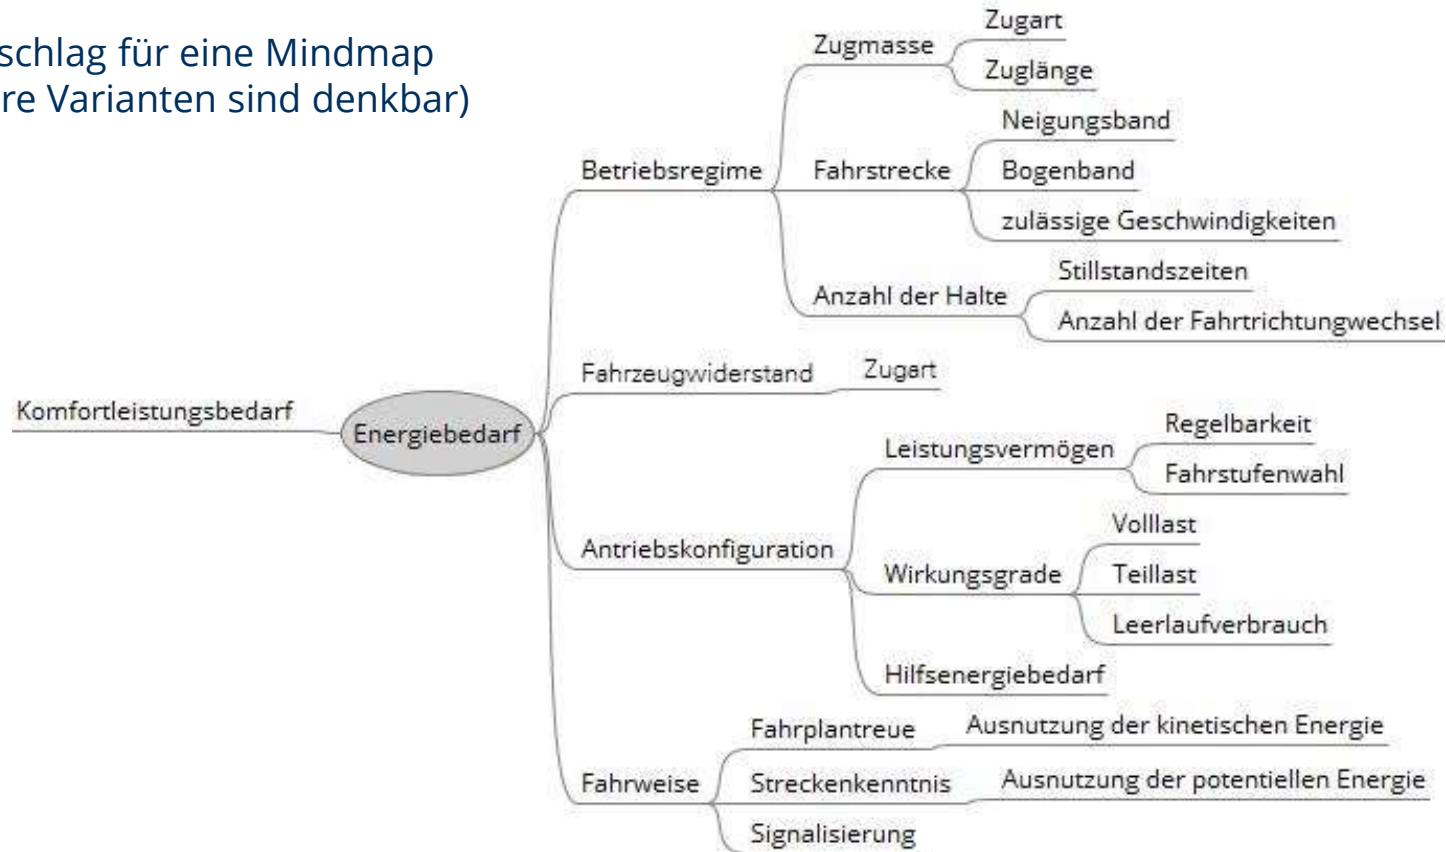 schlag für eine Mindmap
re Varianten sind denkbar)
Komfortleistungsbedarf
Energiebedarf
Betriebsregime
Zugmasse
Zugart
Zuglänge
Fahrstrecke
Neigungsband
Bogenband
zulässige Geschwindigkeiten
Anzahl der Halte
Stillstandszeiten
Anzahl der Fahrtrichtungwechsel
Fahrzeugwiderstand
Zugart
Antriebskonfiguration
Leistungsvermögen
Regelbarkeit
Fahrstufenwahl
Wirkungsgrade
Volllast
Teillast
Leerlaufverbrauch
Hilfsenergiebedarf
Fahrweise
Fahrplantreue
Ausnutzung der kinetischen Energie
Streckenkenntnis
Ausnutzung der potentiellen Energie
Signalisierung